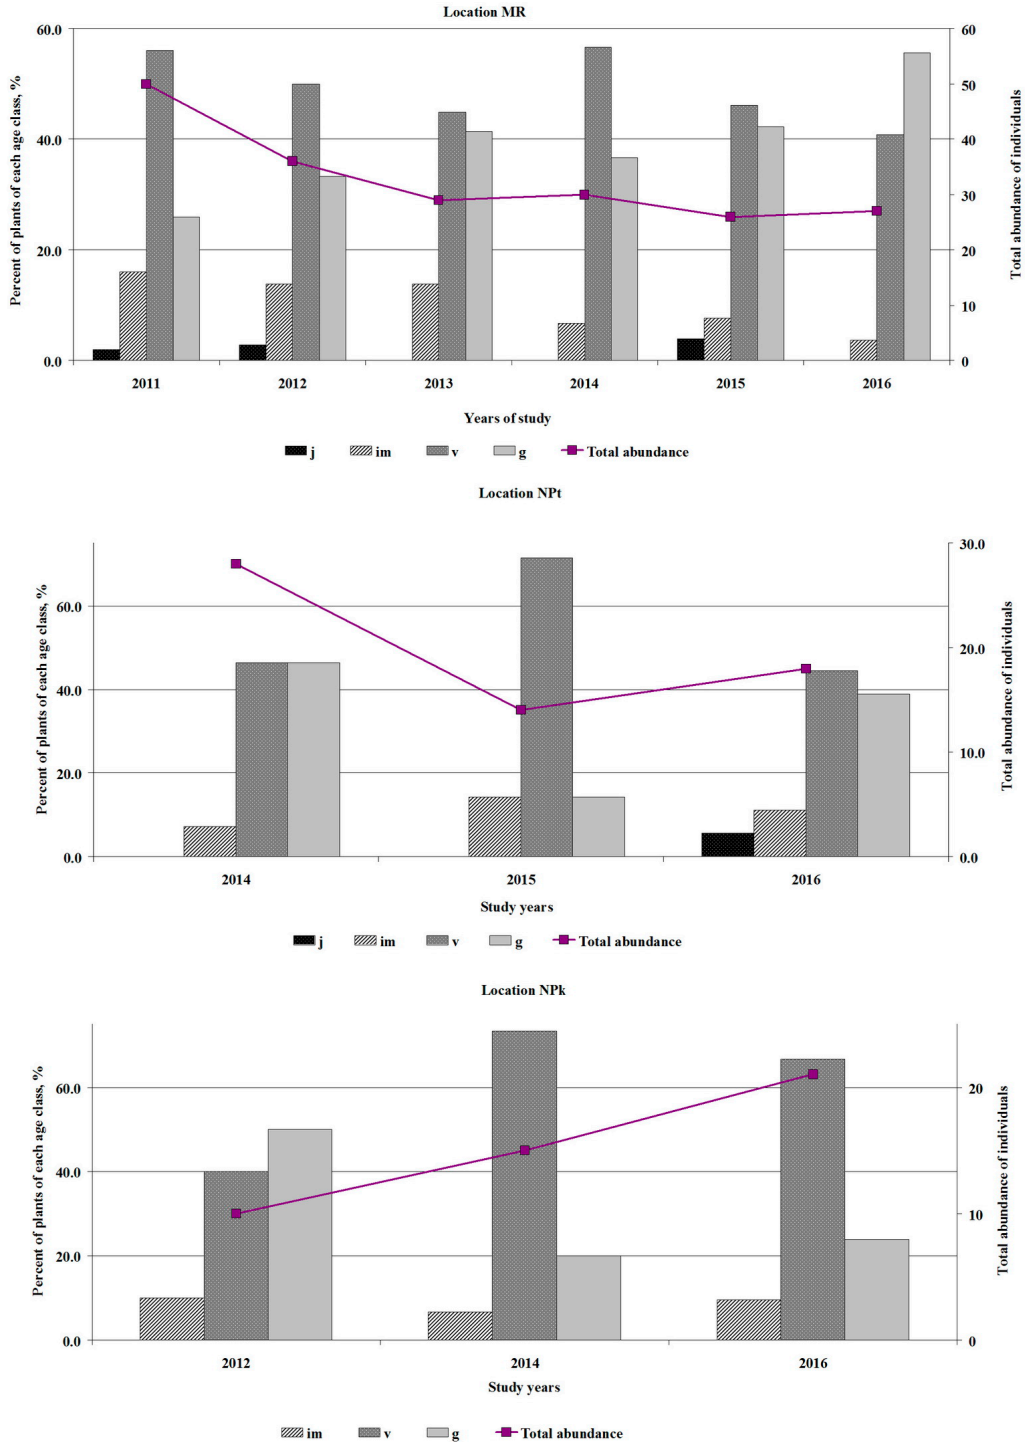 Location MR
Percent of plants of each age class, %
60.0
40.0
20.0
0.0
60
50
40
30
20
10
0
Total abundance of individuals
2011 2012 2013 2014 2015 2016
Years of study
j im v g Total abundance
Location NPt
Percent of plants of each age class, %
60.0
40.0
20.0
0.0
30.0
20.0
10.0
0.0
Total abundance of individuals
2014 2015 2016
Study years
j im v g Total abundance
Location NPk
Percent of plants of each age class, %
60.0
40.0
20.0
0.0
20
10
0
Total abundance of individuals
2012 2014 2016
Study years
im v g Total abundance